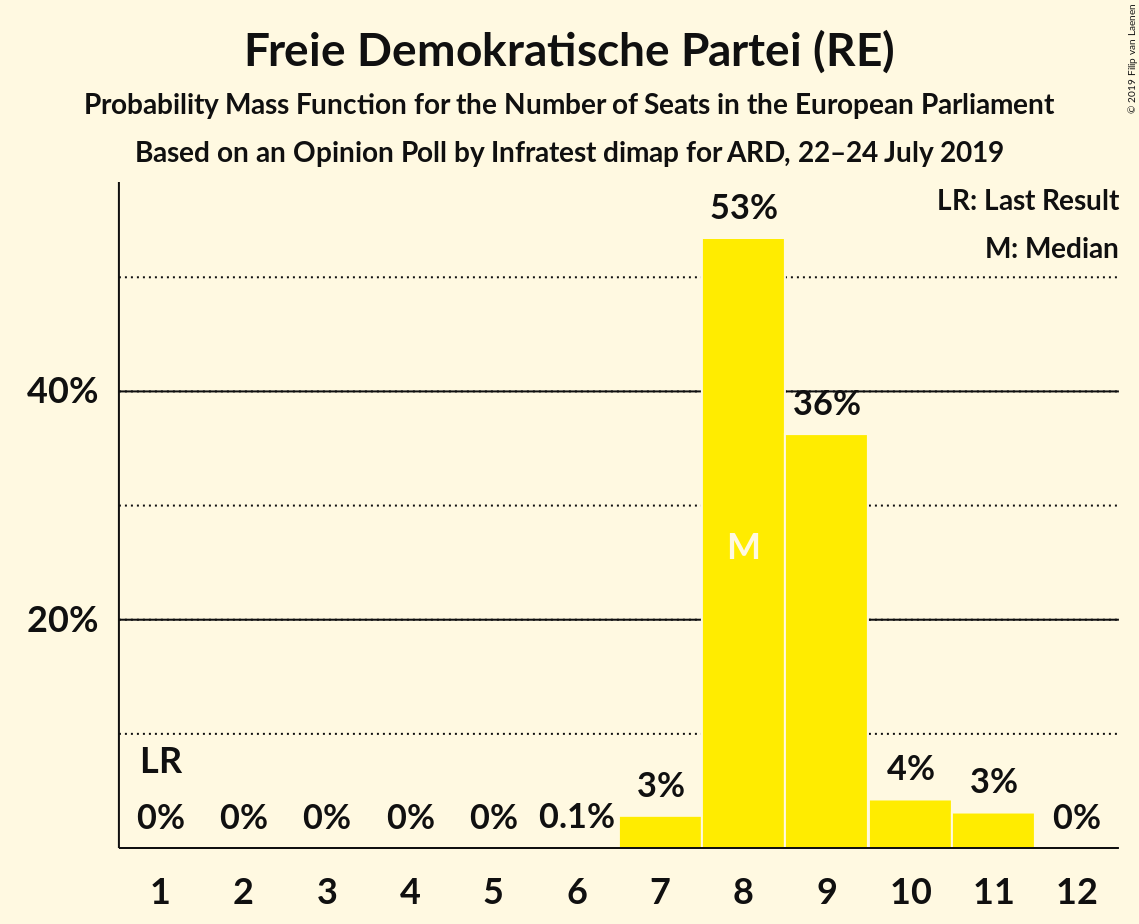 Freie Demokratische Partei (RE)
Probability Mass Function for the Number of Seats in the European Parliament
Based on an Opinion Poll by Infratest dimap for ARD, 22–24 July 2019
© 2019 Filip van Laenen
LR: Last Result
M: Median
53%
40%
36%
M
20%
LR
0% 0% 0% 0% 0% 0.1% 3% 4% 3% 0%
1 2 3 4 5 6 7 8 9 10 11 12